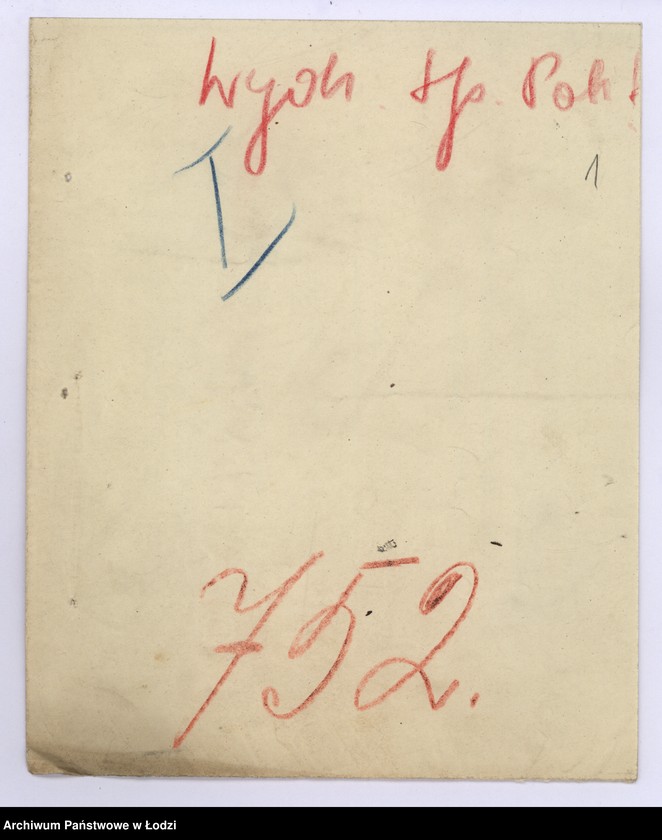 Wydz. Sp. Pol.
1
I
752.
Archiwum Państwowe w Łodzi